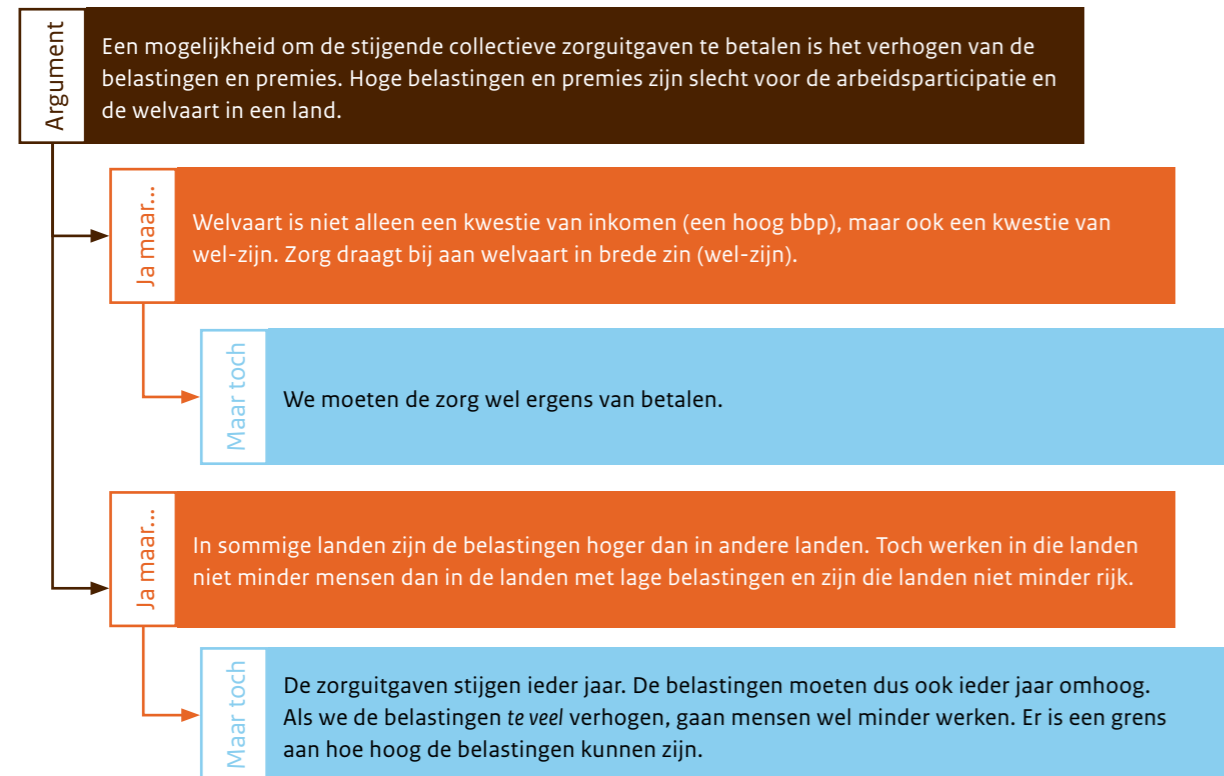 Argument
Een mogelijkheid om de stijgende collectieve zorguitgaven te betalen is het verhogen van de
belastingen en premies. Hoge belastingen en premies zijn slecht voor de arbeidsparticipatie en
de welvaart in een land.
Ja maar...
Welvaart is niet alleen een kwestie van inkomen (een hoog bbp), maar ook een kwestie van
wel-zijn. Zorg draagt bij aan welvaart in brede zin (wel-zijn).
Maar toch
We moeten de zorg wel ergens van betalen.
Ja maar...
In sommige landen zijn de belastingen hoger dan in andere landen. Toch werken in die landen
niet minder mensen dan in de landen met lage belastingen en zijn die landen niet minder rijk.
Maar toch
De zorguitgaven stijgen ieder jaar. De belastingen moeten dus ook ieder jaar omhoog.
Als we de belastingen te veel verhogen, gaan mensen wel minder werken. Er is een grens
aan hoe hoog de belastingen kunnen zijn.